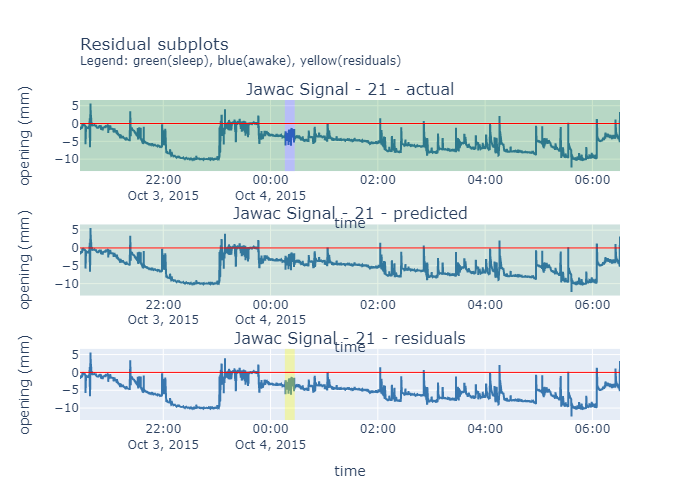 Residual subplots
Legend: green(sleep), blue(awake), yellow(residuals)
Jawac Signal - 21 - actual
opening (mm)
5
0
−5
−10
22:00
00:00
02:00
04:00
06:00
Oct 3, 2015
Oct 4, 2015
time
Jawac Signal - 21 - predicted
opening (mm)
5
0
−5
−10
22:00
00:00
02:00
04:00
06:00
Oct 3, 2015
Oct 4, 2015
time
Jawac Signal - 21 - residuals
opening (mm)
5
0
−5
−10
22:00
00:00
02:00
04:00
06:00
Oct 3, 2015
Oct 4, 2015
time